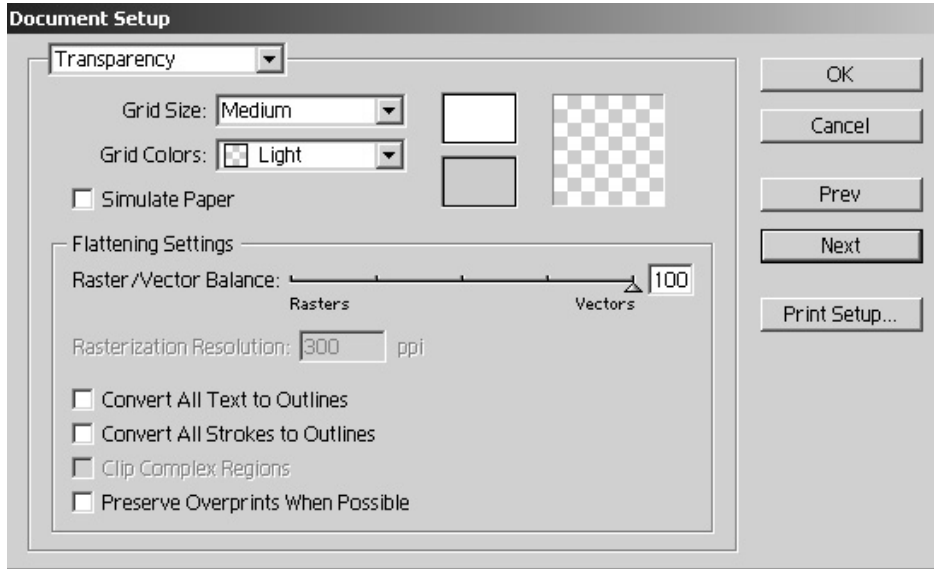 Document Setup
Transparency
OK
Grid Size: Medium
Cancel
Grid Colors: Light
Simulate Paper
Prev
Flattening Settings
Next
Raster/Vector Balance: 100
Rasters Vectors
Print Setup...
Rasterization Resolution: 300 ppi
Convert All Text to Outlines
Convert All Strokes to Outlines
Clip Complex Regions
Preserve Overprints When Possible